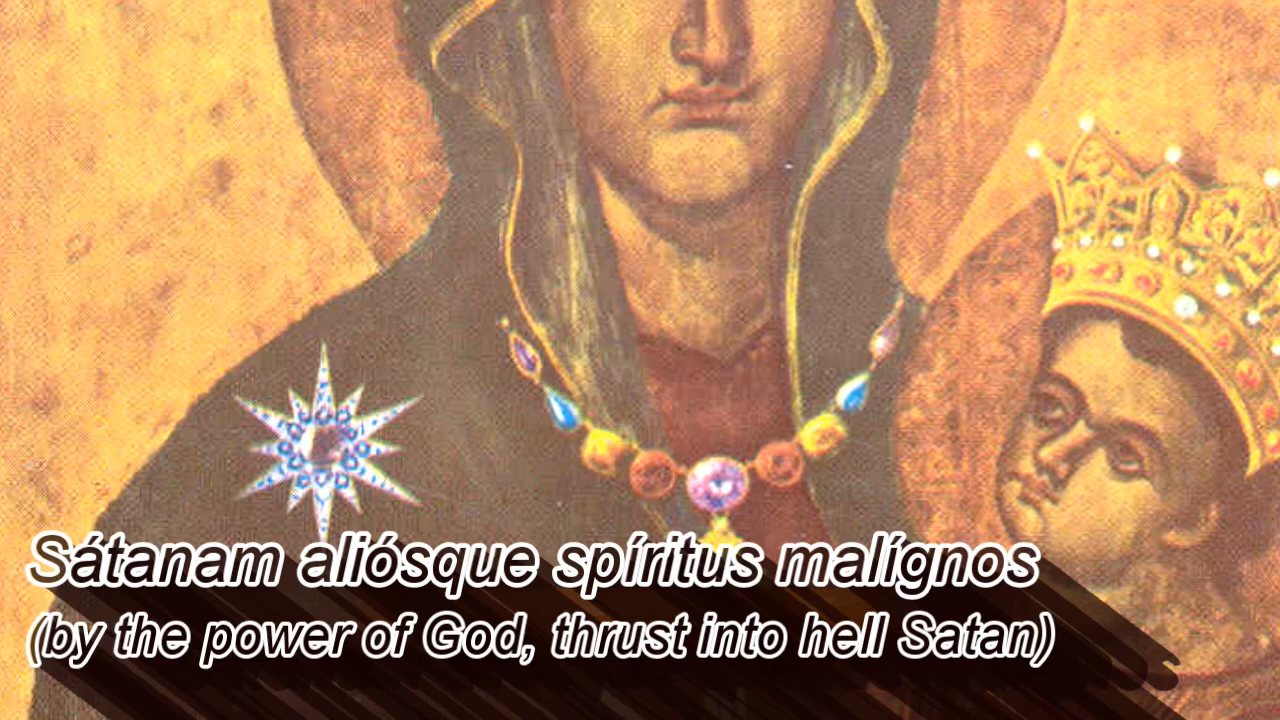 Sátanam aliósque spíritus malígnos
(by the power of God, thrust into hell Satan)